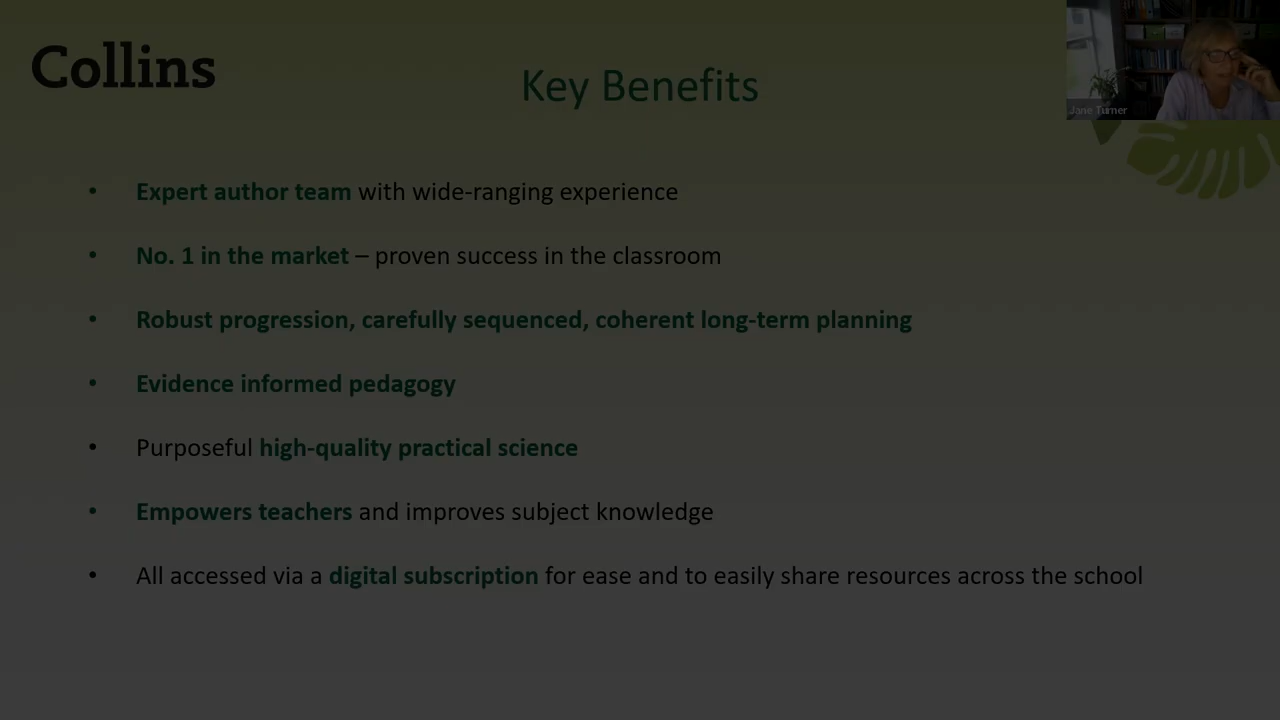 Collins
Key Benefits
Jane Turner
• Expert author team with wide-ranging experience
• No. 1 in the market – proven success in the classroom
• Robust progression, carefully sequenced, coherent long-term planning
• Evidence informed pedagogy
• Purposeful high-quality practical science
• Empowers teachers and improves subject knowledge
• All accessed via a digital subscription for ease and to easily share resources across the school